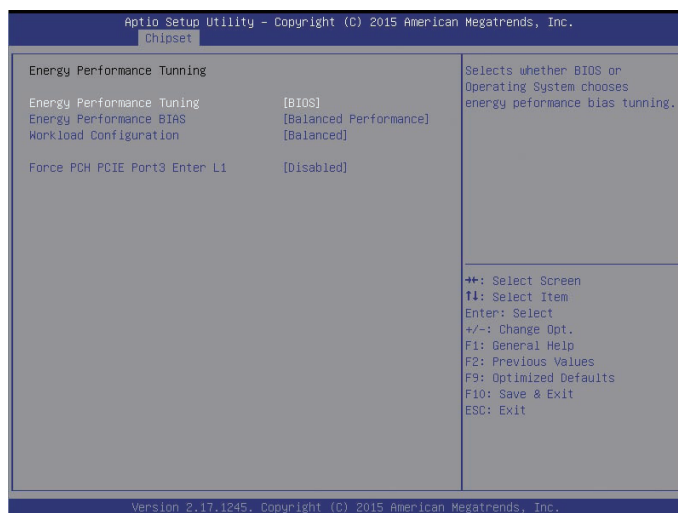 Aptio Setup Utility – Copyright (C) 2015 American Megatrends, Inc.
Chipset
Energy Performance Tunning
Energy Performance Tuning [BIOS]
Energy Performance BIAS [Balanced Performance]
Workload Configuration [Balanced]
Force PCH PCIE Port3 Enter L1 [Disabled]
Selects whether BIOS or
Operating System chooses
energy peformance bias tunning.
→←: Select Screen
↑↓: Select Item
Enter: Select
+/-: Change Opt.
F1: General Help
F2: Previous Values
F9: Optimized Defaults
F10: Save & Exit
ESC: Exit
Version 2.17.1245. Copyright (C) 2015 American Megatrends, Inc.